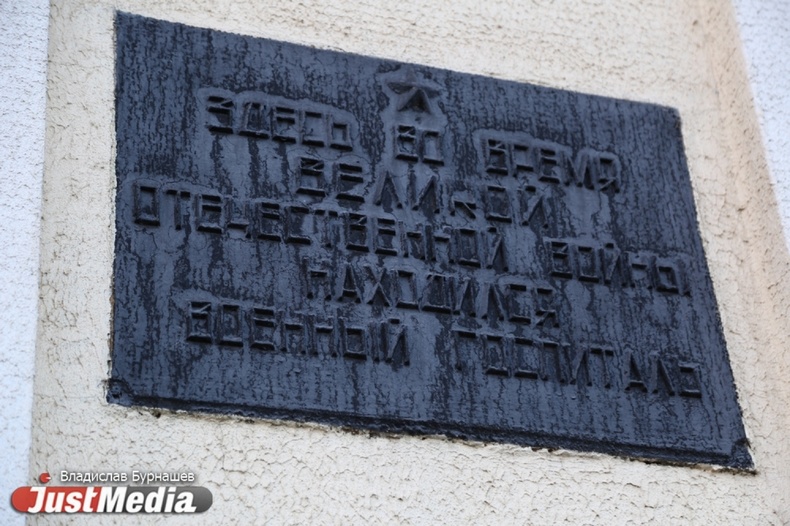 ЗДЕСЬ ВО ВРЕМЯ
ВЕЛИКОЙ
ОТЕЧЕСТВЕННОЙ ВОЙНЫ
НАХОДИЛСЯ
ВОЕННЫЙ ГОСПИТАЛЬ
Владислав Бурнашев
JustMedia